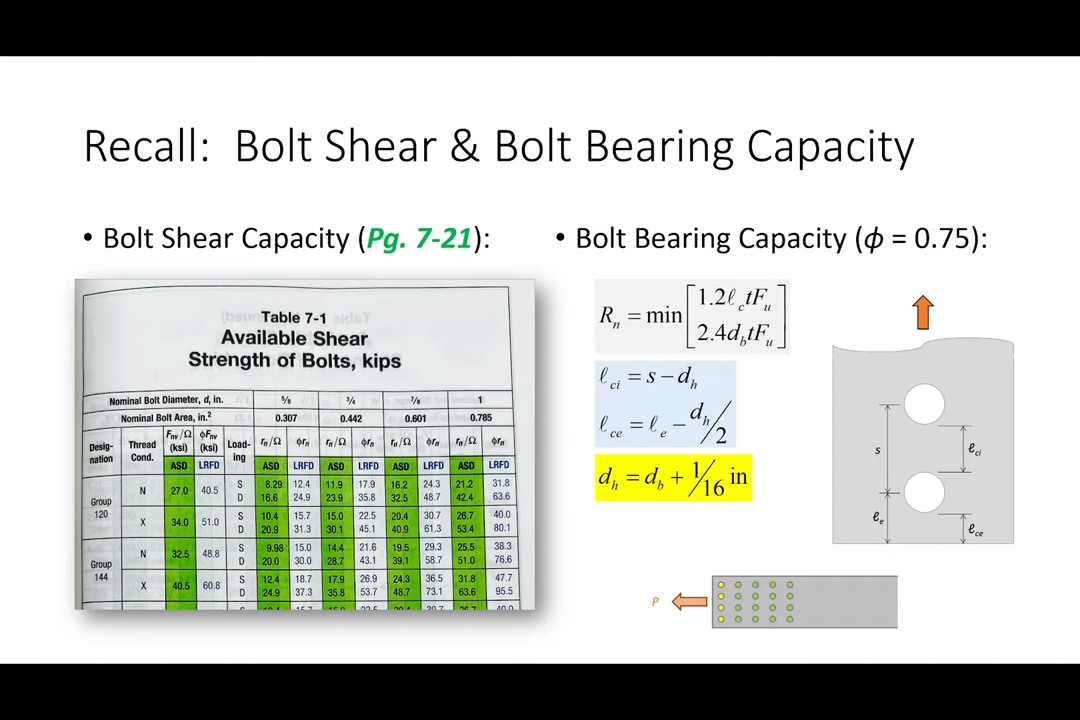 Recall: Bolt Shear & Bolt Bearing Capacity
• Bolt Shear Capacity (Pg. 7-21):
Table 7-1
Available Shear
Strength of Bolts, kips
Nominal Bolt Diameter, d, in. 5/8 3/4 7/8 1
Nominal Bolt Area, in.² 0.307 0.442 0.601 0.785
Desig-nation Thread Cond. Fnv/Ω (ksi) ϕFnv (ksi) Load-ing rn/Ω ϕrn rn/Ω ϕrn rn/Ω ϕrn rn/Ω ϕrn
ASD LRFD ASD LRFD ASD LRFD ASD LRFD ASD LRFD
Group 120 N 27.0 40.5 S 8.29 12.4 11.9 17.9 16.2 24.3 21.2 31.8
D 16.6 24.9 23.9 35.8 32.5 48.7 42.4 63.6
X 34.0 51.0 S 10.4 15.7 15.0 22.5 20.4 30.7 26.7 40.0
D 20.9 31.3 30.1 45.1 40.9 61.3 53.4 80.1
Group 144 N 32.5 48.8 S 9.98 15.0 14.4 21.6 19.5 29.3 25.5 38.3
D 20.0 30.0 28.7 43.1 39.1 58.7 51.0 76.6
X 40.5 60.8 S 12.4 18.7 17.9 26.9 24.3 36.5 31.8 47.7
D 24.9 37.3 35.8 53.7 48.7 73.1 63.6 95.5
• Bolt Bearing Capacity (ϕ = 0.75):
Rn = min [1.2ℓc tFu
2.4db tFu]
ℓci = s − dh
ℓce = ℓe − dh/2
dh = db + 1/16 in
s
ℓci
ℓe
ℓce
P